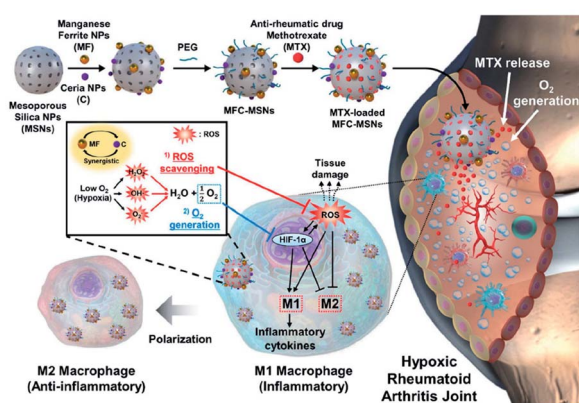 Manganese
Ferrite NPs
(MF)
Ceria NPs
(C)
Mesoporous
Silica NPs
(MSNs)
PEG
MFC-MSNs
Anti-rheumatic drug
Methotrexate
(MTX)
MTX-loaded
MFC-MSNs
MTX release
O₂
generation
MF
C
Synergistic
: ROS
1) ROS
scavenging
Low O₂
(Hypoxia)
H₂O₂
·OH
O₂
H₂O + 1/2 O₂
2) O₂
generation
Tissue
damage
ROS
HIF-1α
M1
M2
Inflammatory
cytokines
Polarization
M2 Macrophage
(Anti-inflammatory)
M1 Macrophage
(Inflammatory)
Hypoxic
Rheumatoid
Arthritis Joint